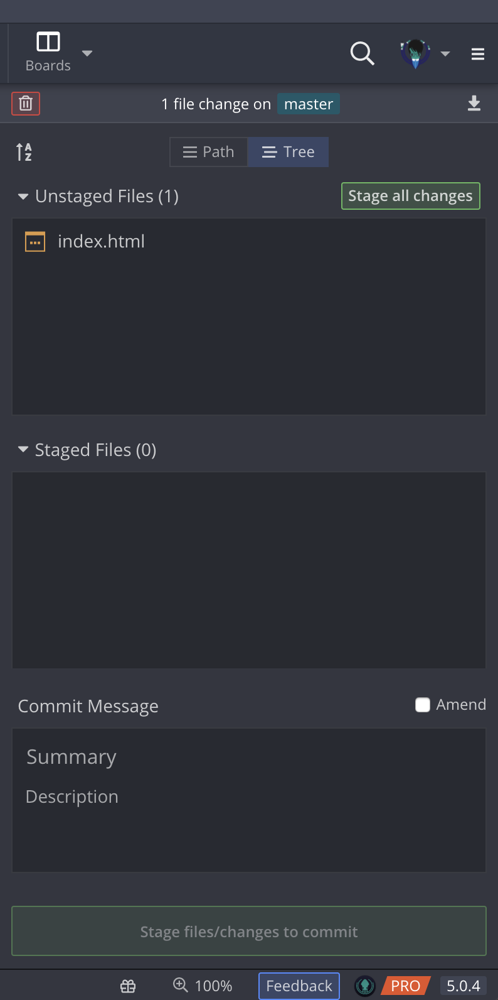 Boards
1 file change on master
A
Z
Path
Tree
Unstaged Files (1)
Stage all changes
index.html
Staged Files (0)
Commit Message
Amend
Summary
Description
Stage files/changes to commit
100%
Feedback
PRO
5.0.4